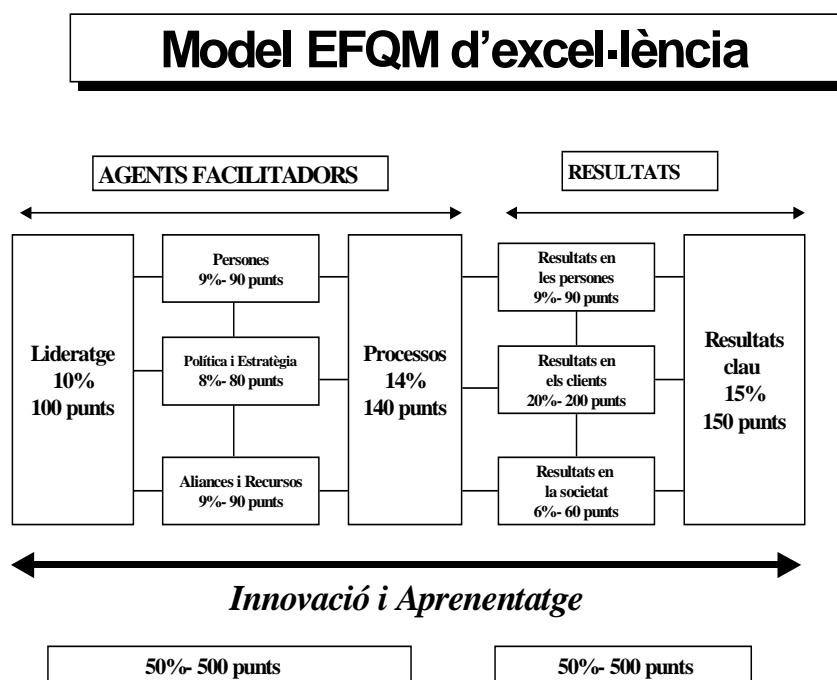 Model EFQM d’excel·lència
AGENTS FACILITADORS
RESULTATS
Lideratge
10%
100 punts
Persones
9%- 90 punts
Política i Estratègia
8%- 80 punts
Aliances i Recursos
9%- 90 punts
Processos
14%
140 punts
Resultats en
les persones
9%- 90 punts
Resultats en
els clients
20%- 200 punts
Resultats en
la societat
6%- 60 punts
Resultats
clau
15%
150 punts
Innovació i Aprenentatge
50%- 500 punts
50%- 500 punts